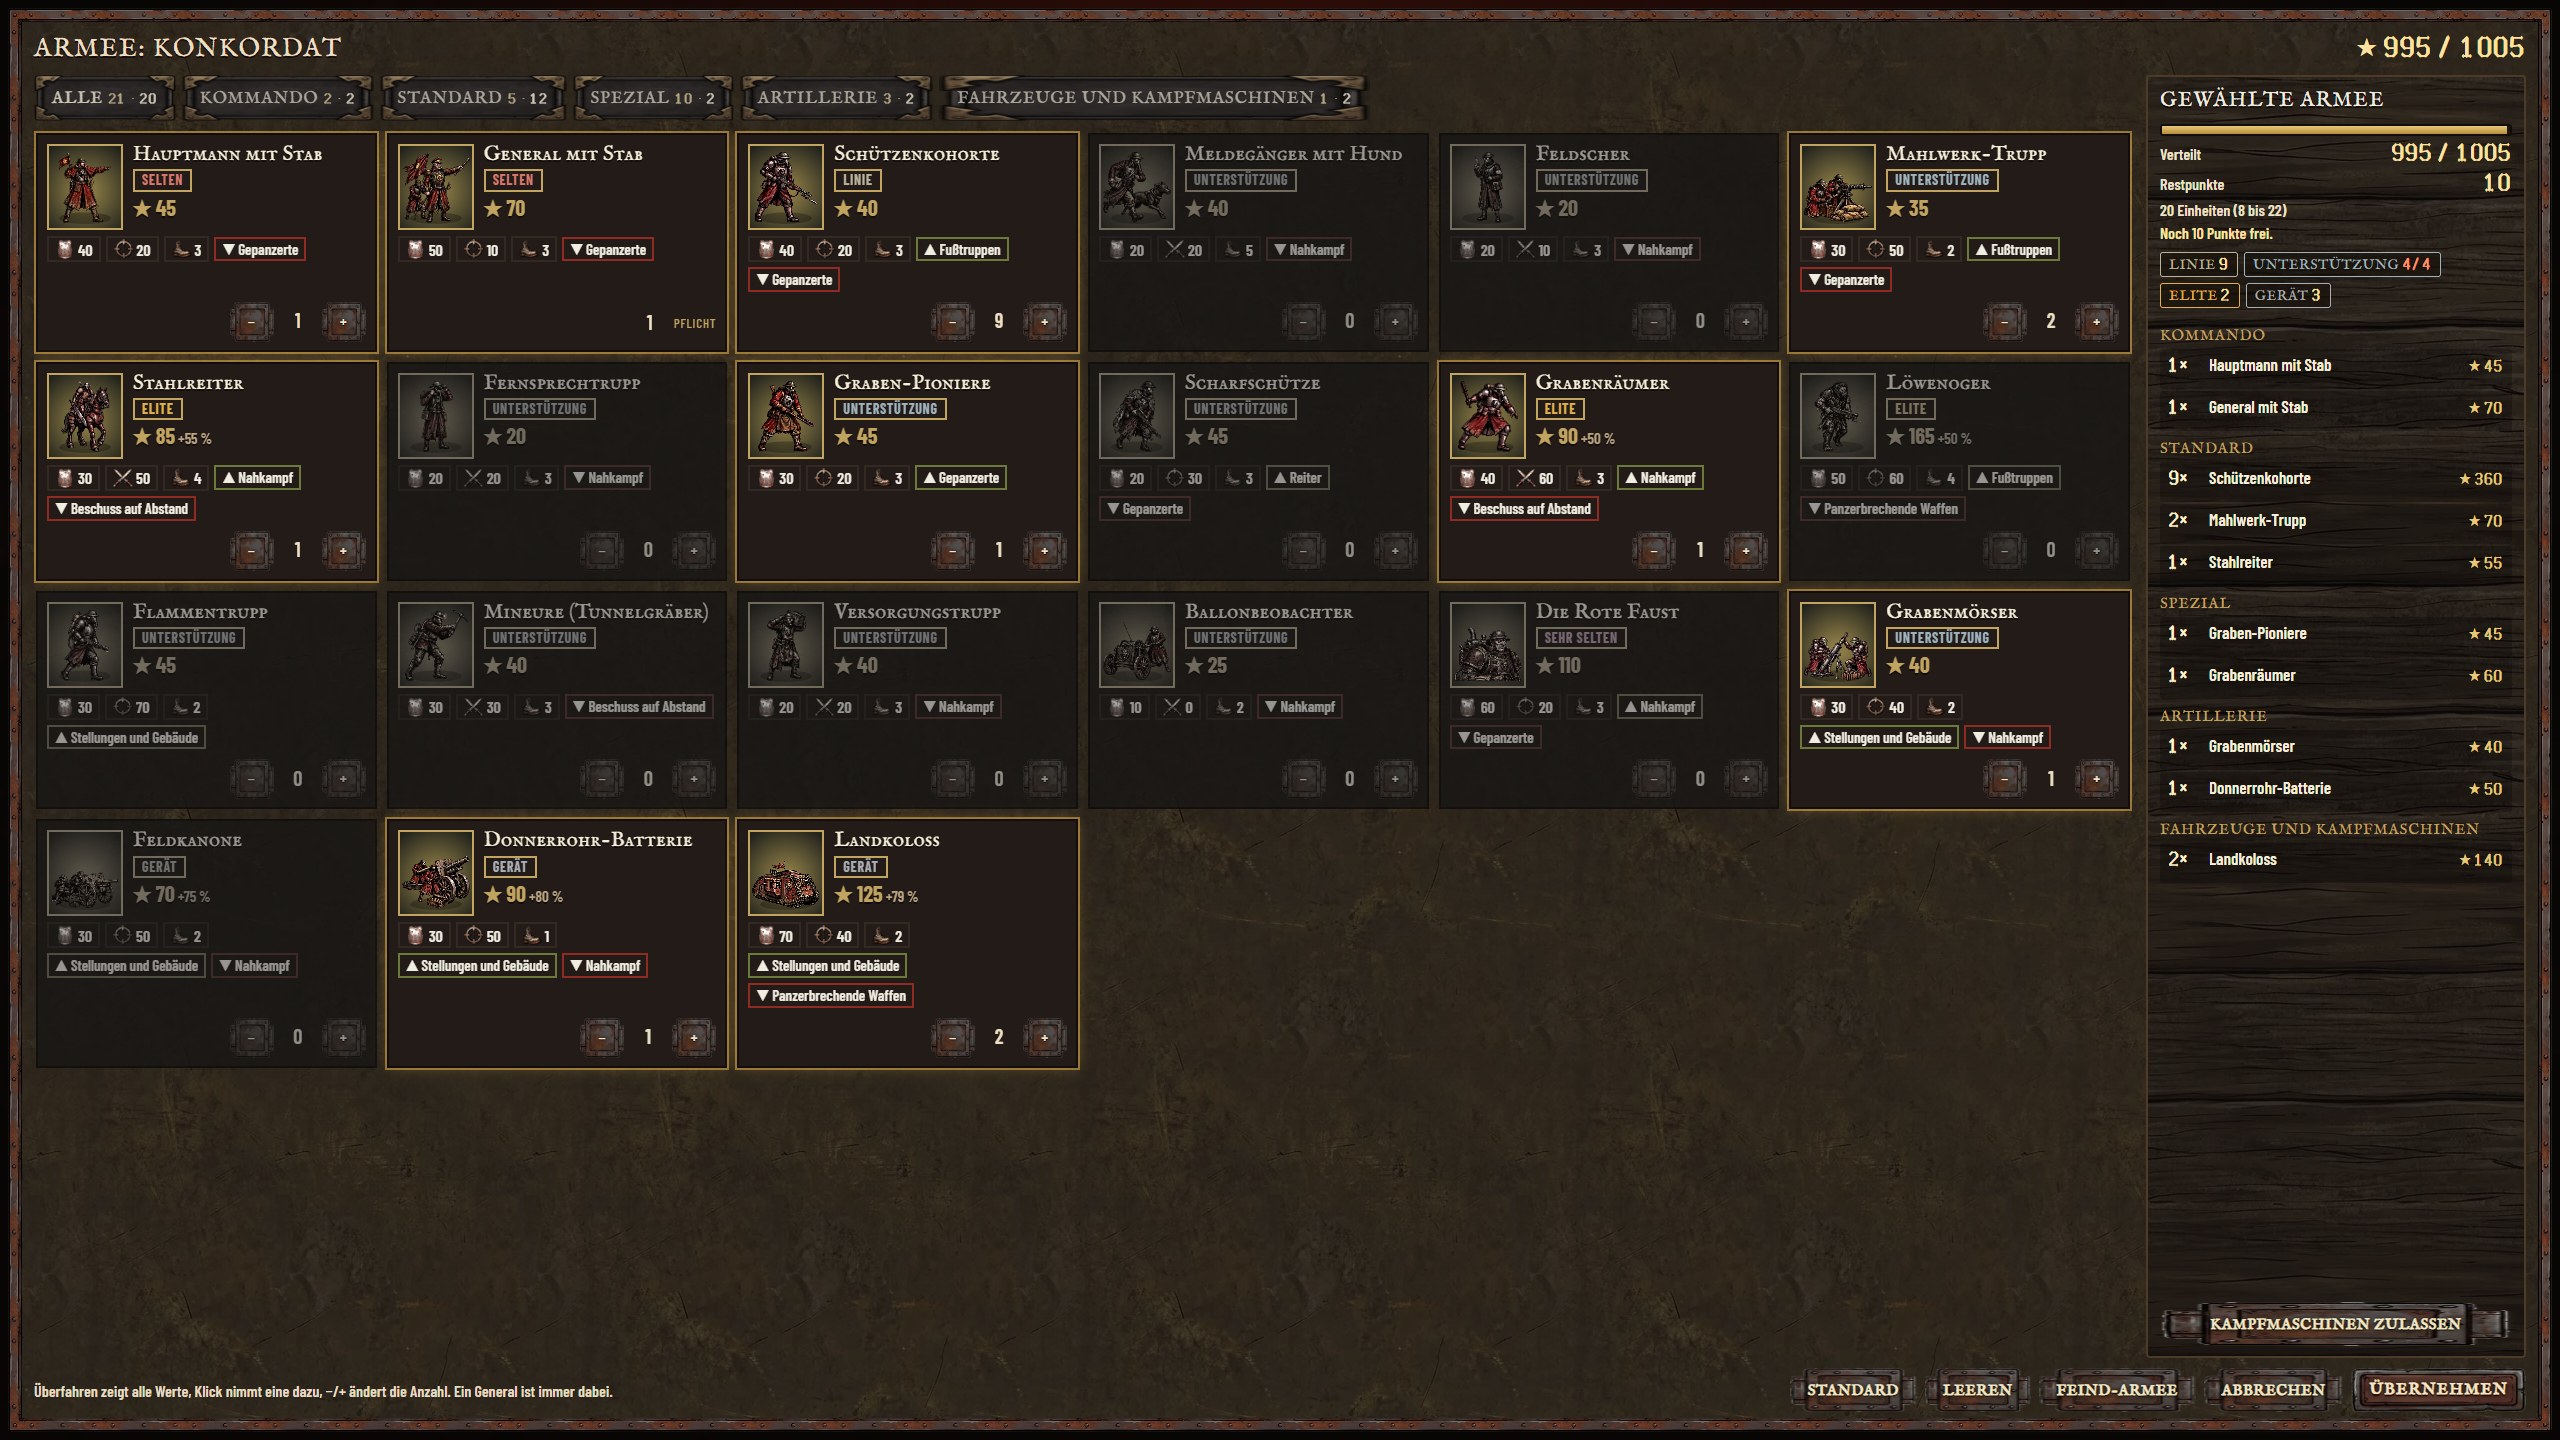 ARMEE: KONKORDAT
★ 995 / 1005
ALLE 21 · 20
KOMMANDO 2 · 2
STANDARD 5 · 12
SPEZIAL 10 · 2
ARTILLERIE 3 · 2
FAHRZEUGE UND KAMPFMASCHINEN 1 · 2
HAUPTMANN MIT STAB
SELTEN
★ 45
40 20 3 ▼ Gepanzerte
− 1 +
GENERAL MIT STAB
SELTEN
★ 70
50 10 3 ▼ Gepanzerte
1 PFLICHT
SCHÜTZENKOHORTE
LINIE
★ 40
40 20 3 ▲ Fußtruppen
▼ Gepanzerte
− 9 +
MELDEGÄNGER MIT HUND
UNTERSTÜTZUNG
★ 40
20 20 5 ▼ Nahkampf
− 0 +
FELDSCHER
UNTERSTÜTZUNG
★ 20
20 10 3 ▼ Nahkampf
− 0 +
MAHLWERK-TRUPP
UNTERSTÜTZUNG
★ 35
30 50 2 ▲ Fußtruppen
▼ Gepanzerte
− 2 +
STAHLREITER
ELITE
★ 85 +55 %
30 50 4 ▲ Nahkampf
▼ Beschuss auf Abstand
− 1 +
FERNSPRECHTRUPP
UNTERSTÜTZUNG
★ 20
20 20 3 ▼ Nahkampf
− 0 +
GRABEN-PIONIERE
UNTERSTÜTZUNG
★ 45
30 20 3 ▲ Gepanzerte
− 1 +
SCHARFSCHÜTZE
UNTERSTÜTZUNG
★ 45
20 30 3 ▲ Reiter
▼ Gepanzerte
− 0 +
GRABENRÄUMER
ELITE
★ 90 +50 %
40 60 3 ▲ Nahkampf
▼ Beschuss auf Abstand
− 1 +
LÖWENOGER
ELITE
★ 165 +50 %
50 60 4 ▲ Fußtruppen
▼ Panzerbrechende Waffen
− 0 +
FLAMMENTRUPP
UNTERSTÜTZUNG
★ 45
30 70 2
▲ Stellungen und Gebäude
− 0 +
MINEURE (TUNNELGRÄBER)
UNTERSTÜTZUNG
★ 40
30 30 3 ▼ Beschuss auf Abstand
− 0 +
VERSORGUNGSTRUPP
UNTERSTÜTZUNG
★ 40
20 20 3 ▼ Nahkampf
− 0 +
BALLONBEOBACHTER
UNTERSTÜTZUNG
★ 25
10 0 2 ▼ Nahkampf
− 0 +
DIE ROTE FAUST
SEHR SELTEN
★ 110
60 20 3 ▲ Nahkampf
▼ Gepanzerte
− 0 +
GRABENMÖRSER
UNTERSTÜTZUNG
★ 40
30 40 2
▲ Stellungen und Gebäude ▼ Nahkampf
− 1 +
FELDKANONE
GERÄT
★ 70 +75 %
30 50 2
▲ Stellungen und Gebäude ▼ Nahkampf
− 0 +
DONNERROHR-BATTERIE
GERÄT
★ 90 +80 %
30 50 1
▲ Stellungen und Gebäude ▼ Nahkampf
− 1 +
LANDKOLOSS
GERÄT
★ 125 +79 %
70 40 2
▲ Stellungen und Gebäude
▼ Panzerbrechende Waffen
− 2 +
GEWÄHLTE ARMEE
Verteilt 995 / 1005
Restpunkte 10
20 Einheiten (8 bis 22)
Noch 10 Punkte frei.
LINIE 9 UNTERSTÜTZUNG 4/4
ELITE 2 GERÄT 3
KOMMANDO
1× Hauptmann mit Stab ★ 45
1× General mit Stab ★ 70
STANDARD
9× Schützenkohorte ★ 360
2× Mahlwerk-Trupp ★ 70
1× Stahlreiter ★ 55
SPEZIAL
1× Graben-Pioniere ★ 45
1× Grabenräumer ★ 60
ARTILLERIE
1× Grabenmörser ★ 40
1× Donnerrohr-Batterie ★ 50
FAHRZEUGE UND KAMPFMASCHINEN
2× Landkoloss ★ 140
KAMPFMASCHINEN ZULASSEN
Überfahren zeigt alle Werte, Klick nimmt eine dazu, −/+ ändert die Anzahl. Ein General ist immer dabei.
STANDARD
LEEREN
FEIND-ARMEE
ABBRECHEN
ÜBERNEHMEN